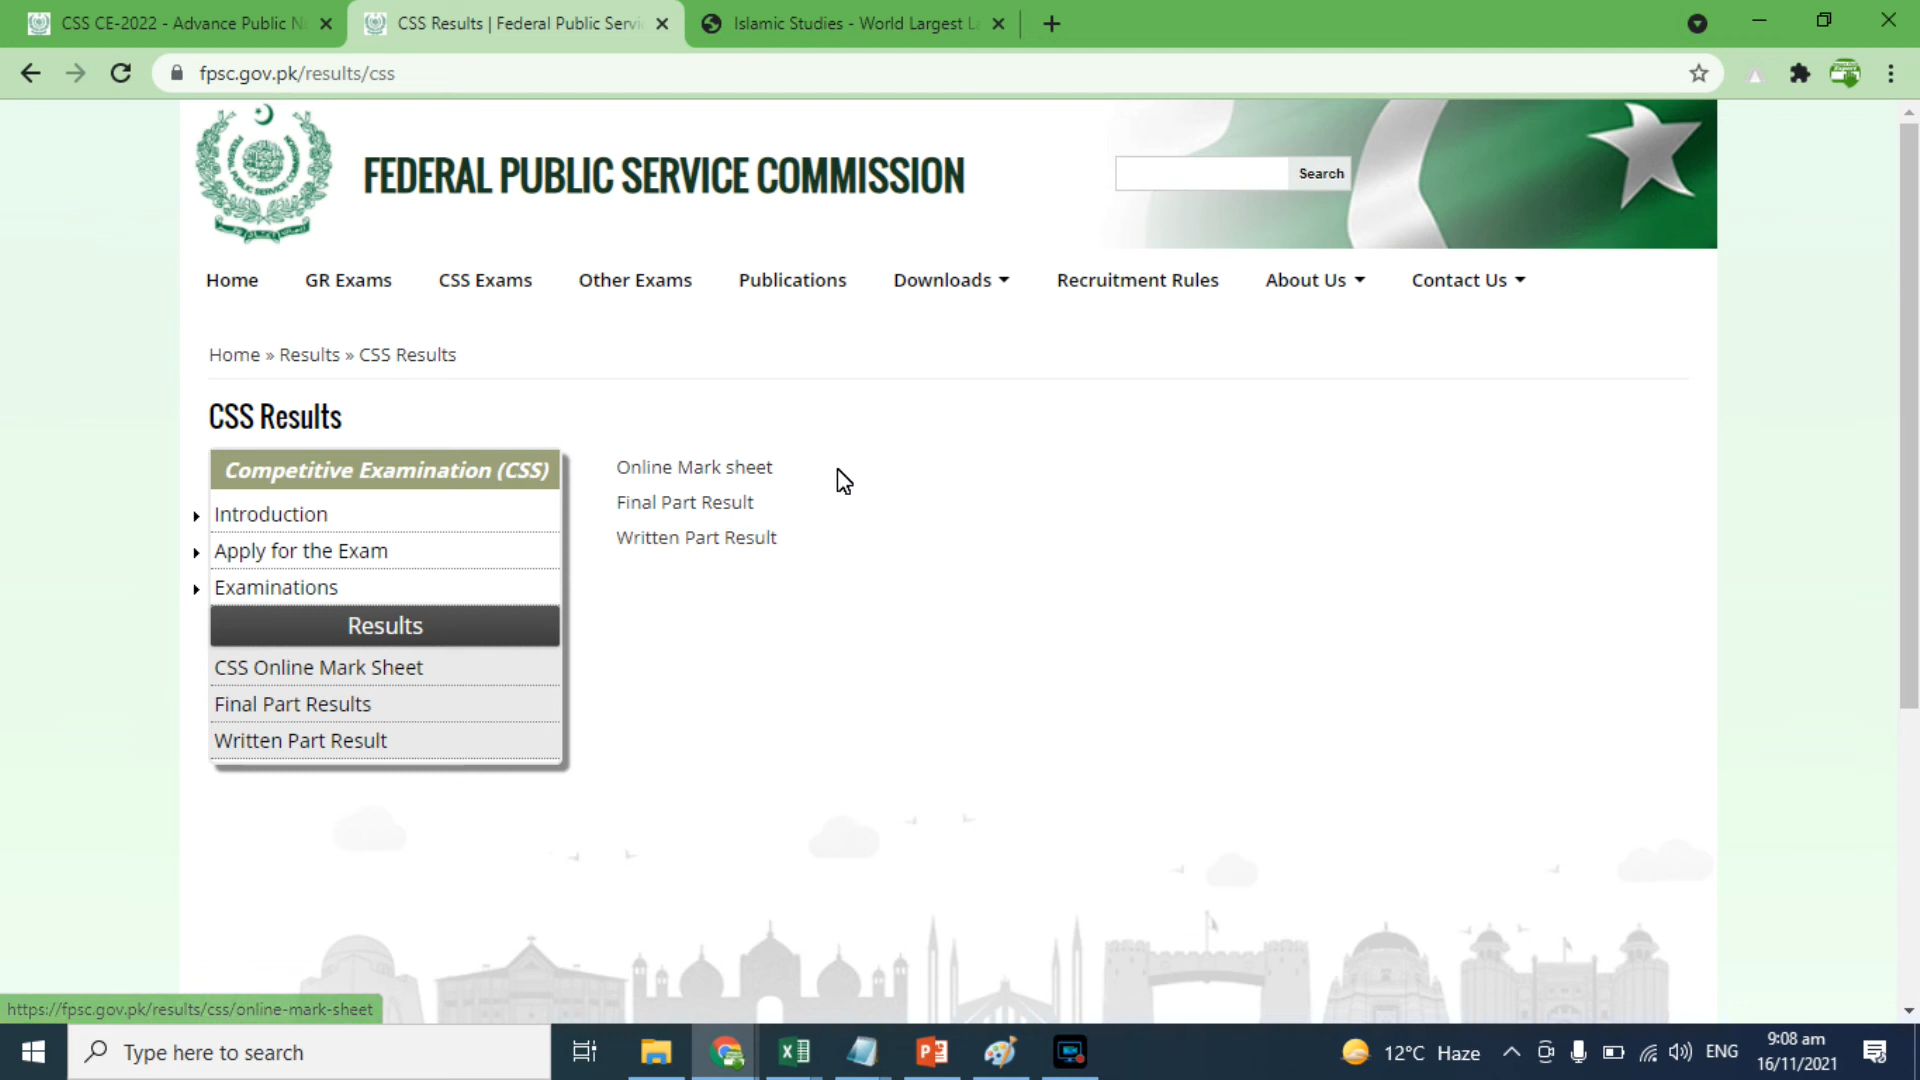 CSS CE-2022 - Advance Public N
CSS Results | Federal Public Servi
Islamic Studies - World Largest L
fpsc.gov.pk/results/css
FEDERAL PUBLIC SERVICE COMMISSION
Search
Home
GR Exams
CSS Exams
Other Exams
Publications
Downloads
Recruitment Rules
About Us
Contact Us
Home » Results » CSS Results
CSS Results
Competitive Examination (CSS)
Introduction
Apply for the Exam
Examinations
Results
CSS Online Mark Sheet
Final Part Results
Written Part Result
Online Mark sheet
Final Part Result
Written Part Result
https://fpsc.gov.pk/results/css/online-mark-sheet
Type here to search
12°C Haze
ENG
9:08 am
16/11/2021